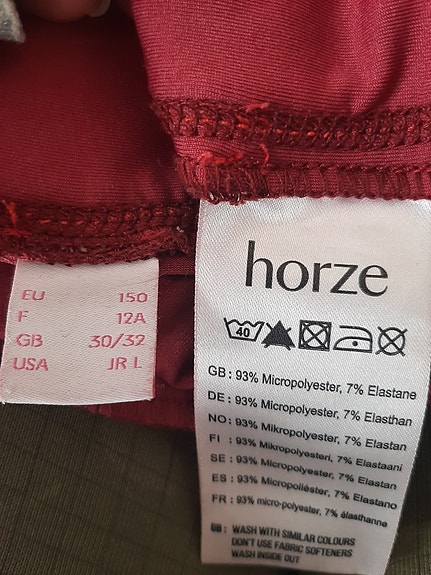 EU 150
F 12A
GB 30/32
USA JR L
horze
40
GB : 93% Micropolyester, 7% Elastane
DE : 93% Micropolyester, 7% Elasthan
NO : 93% Mikropolyester, 7% Elastan
FI : 93% Mikropolyesteri, 7% Elastaani
SE : 93% Mikropolyester, 7% Elastan
ES : 93% Micropoliéster, 7% Elastano
FR : 93% micro-polyester, 7% élasthanne
GB : WASH WITH SIMILAR COLOURS
DON'T USE FABRIC SOFTENERS
WASH INSIDE OUT